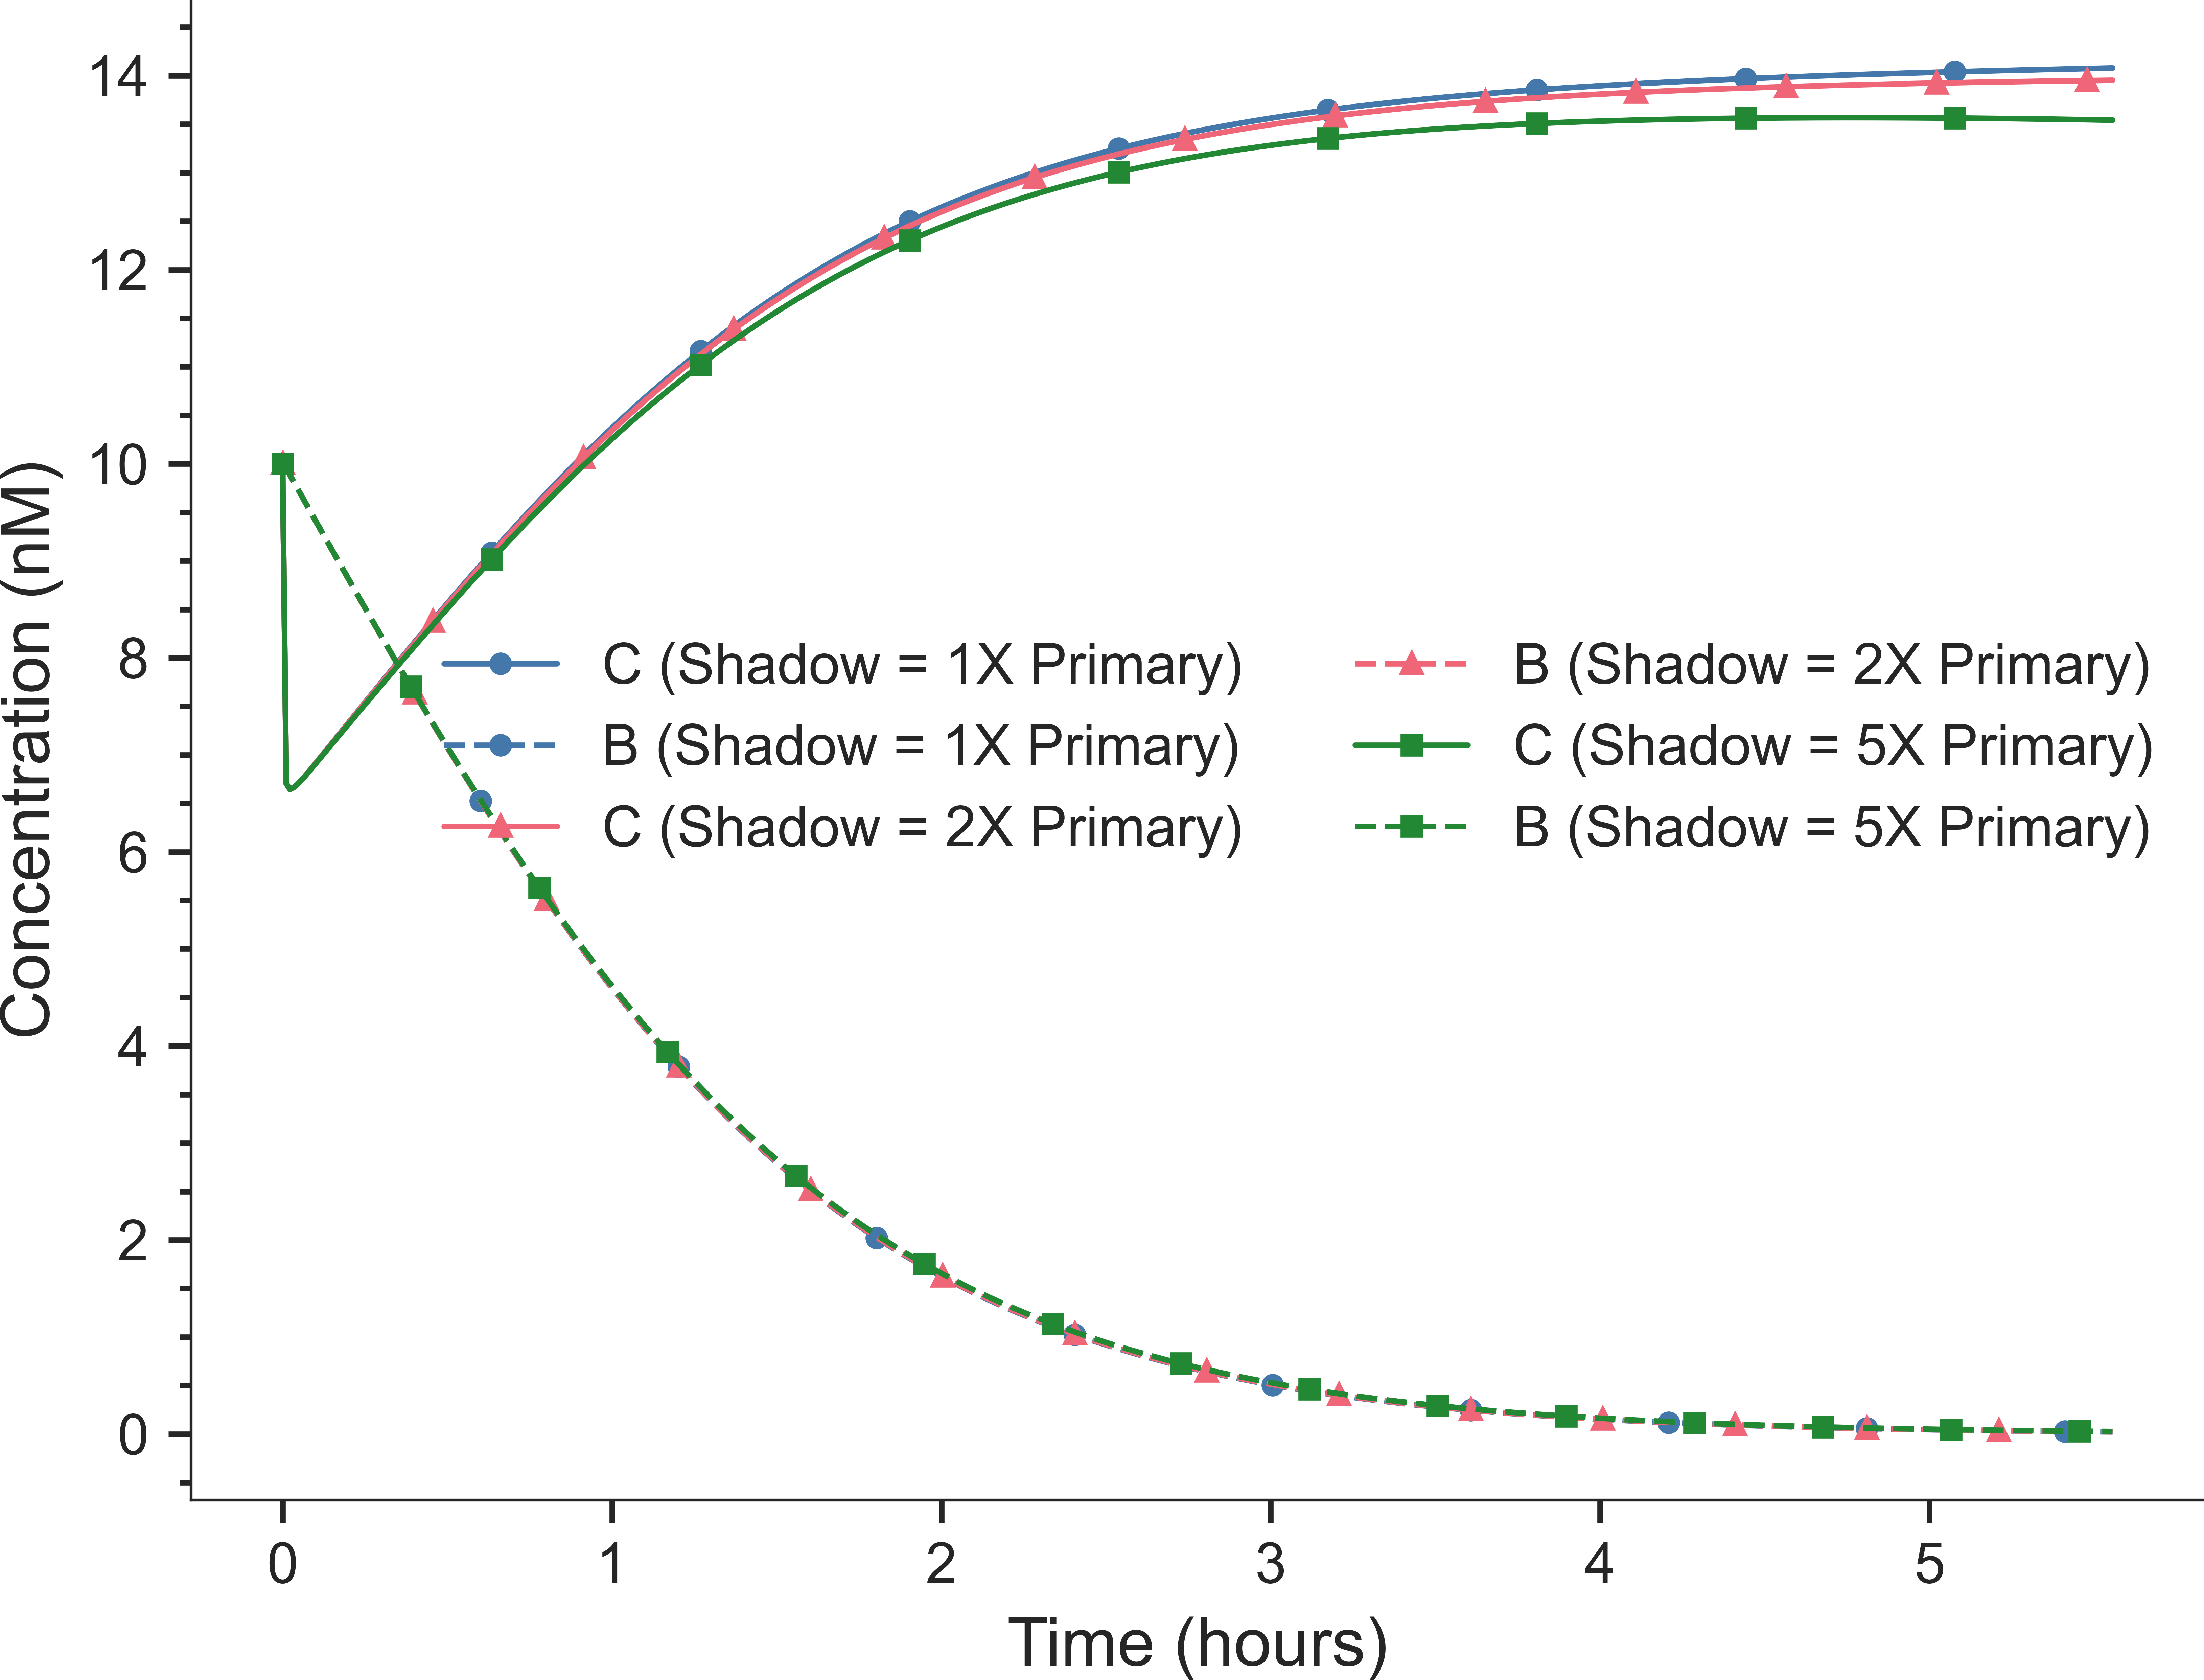 Concentration (nM)
14
12
10
8
6
4
2
0
C (Shadow = 1X Primary)
B (Shadow = 1X Primary)
C (Shadow = 2X Primary)
B (Shadow = 2X Primary)
C (Shadow = 5X Primary)
B (Shadow = 5X Primary)
0 1 2 3 4 5
Time (hours)